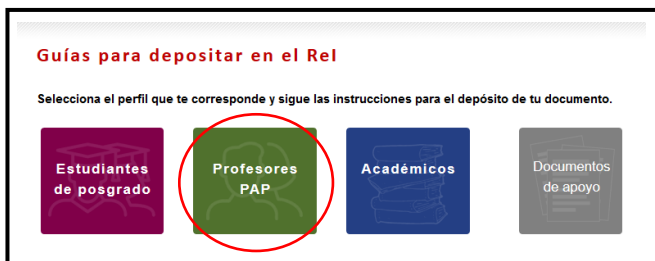 Guías para depositar en el ReI
Selecciona el perfil que te corresponde y sigue las instrucciones para el depósito de tu documento.
Estudiantes
de posgrado
Profesores
PAP
Académicos
Documentos
de apoyo